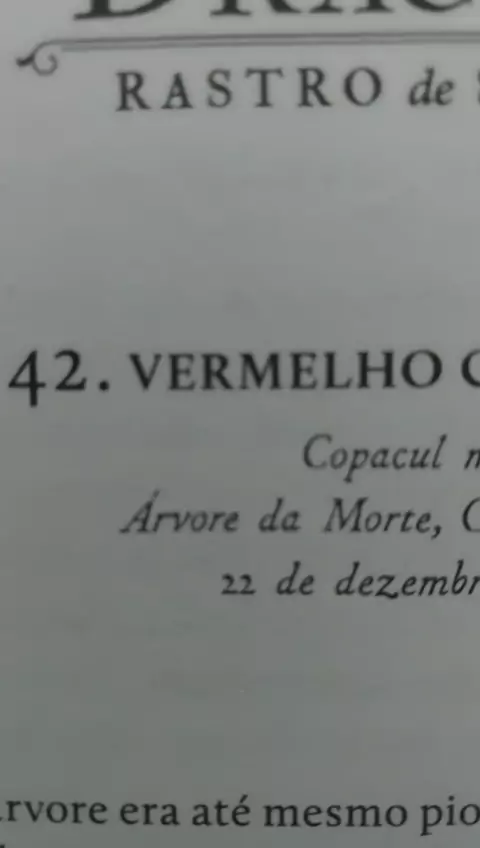 RASTRO de
42. VERMELHO
Copacul
Árvore da Morte,
22 de dezembr
rvore era até mesmo pio